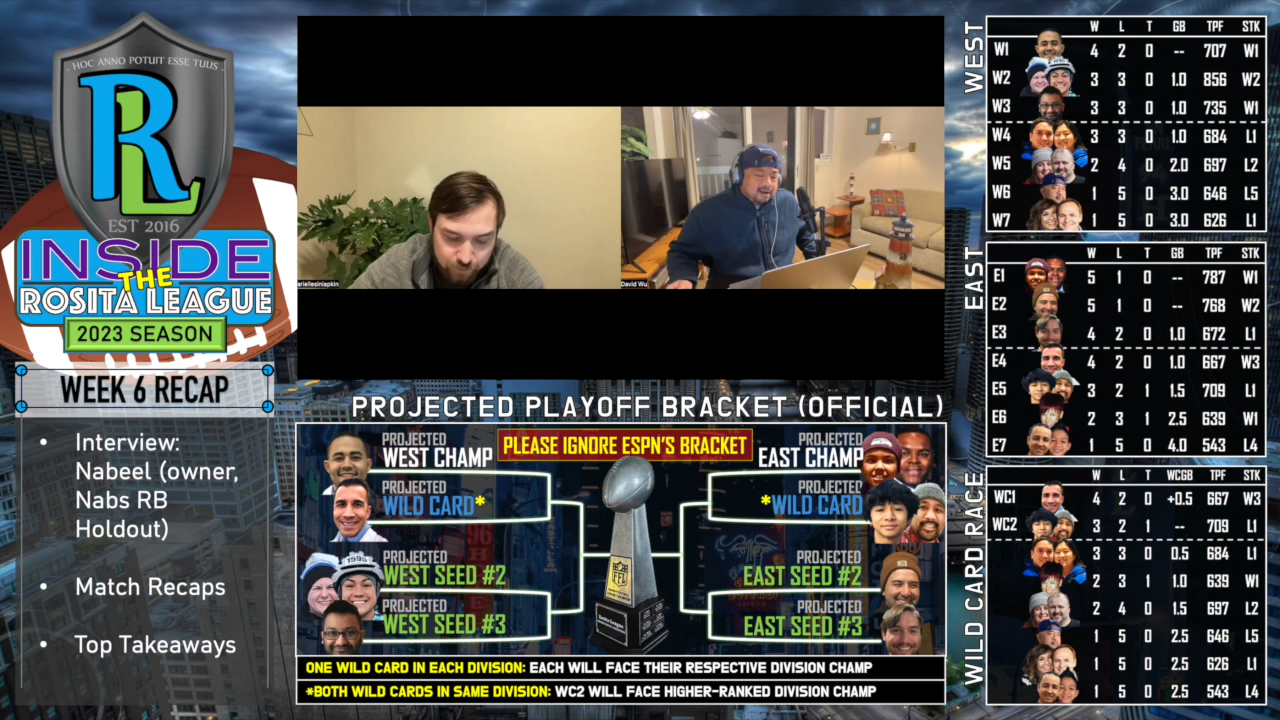 HOC ANNO POTUIT ESSE TUUS
RL
EST 2016
INSIDE
THE
ROSITA LEAGUE
2023 SEASON
WEEK 6 RECAP
• Interview:
Nabeel (owner,
Nabs RB
Holdout)
• Match Recaps
• Top Takeaways
ariellesiniapkin
David Wu
PROJECTED PLAYOFF BRACKET (OFFICIAL)
PLEASE IGNORE ESPN'S BRACKET
PROJECTED
WEST CHAMP
PROJECTED
WILD CARD*
PROJECTED
WEST SEED #2
PROJECTED
WEST SEED #3
PROJECTED
EAST CHAMP
PROJECTED
*WILD CARD
PROJECTED
EAST SEED #2
PROJECTED
EAST SEED #3
FFL
1595
ONE WILD CARD IN EACH DIVISION: EACH WILL FACE THEIR RESPECTIVE DIVISION CHAMP
*BOTH WILD CARDS IN SAME DIVISION: WC2 WILL FACE HIGHER-RANKED DIVISION CHAMP
WEST
W L T GB TPF STK
W1 4 2 0 -- 707 W1
W2 3 3 0 1.0 856 W2
W3 3 3 0 1.0 735 W1
W4 3 3 0 1.0 684 L1
W5 2 4 0 2.0 697 L2
W6 1 5 0 3.0 646 L5
W7 1 5 0 3.0 626 L1
EAST
W L T GB TPF STK
E1 5 1 0 -- 787 W1
E2 5 1 0 -- 768 W2
E3 4 2 0 1.0 672 L1
E4 4 2 0 1.0 667 W3
E5 3 2 1 1.5 709 L1
E6 2 3 1 2.5 639 W1
E7 1 5 0 4.0 543 L4
WILD CARD RACE
W L T WCGB TPF STK
WC1 4 2 0 +0.5 667 W3
WC2 3 2 1 -- 709 L1
3 3 0 0.5 684 L1
2 3 1 1.0 639 W1
2 4 0 1.5 697 L2
1 5 0 2.5 646 L5
1 5 0 2.5 626 L1
1 5 0 2.5 543 L4